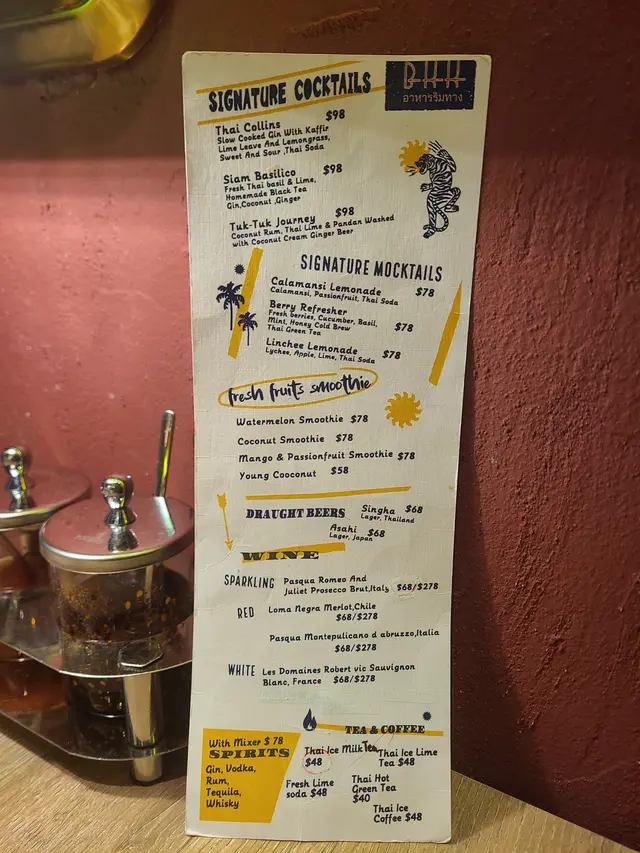 SIGNATURE COCKTAILS
BKK
อาหารริมทาง
Thai Collins $98
Slow Cooked Gin With Kaffir
Lime Leave And Lemongrass,
Sweet And Sour ,Thai Soda
Siam Basilico $98
Fresh Thai basil & Lime,
Homemade Black Tea
Gin,Coconut ,Ginger
Tuk-Tuk Journey $98
Coconut Rum, Thai Lime & Pandan Washed
with Coconut Cream Ginger Beer
SIGNATURE MOCKTAILS
Calamansi Lemonade $78
Calamansi, Passionfruit, Thai Soda
Berry Refresher
Fresh berries, Cucumber, Basil,
Mint, Honey Cold Brew $78
Thai Green Tea
Linchee Lemonade $78
Lychee, Apple, Lime, Thai Soda
fresh fruits smoothie
Watermelon Smoothie $78
Coconut Smoothie $78
Mango & Passionfruit Smoothie $78
Young Cooconut $58
DRAUGHT BEERS
Singha $68
Lager, Thailand
Asahi $68
Lager, Japan
WINE
SPARKLING Pasqua Romeo And
Juliet Prosecco Brut,Italy $68/$278
RED Loma Negra Merlot,Chile
$68/$278
Pasqua Montepulicano d abruzzo,Italia
$68/$278
WHITE Les Domaines Robert vic Sauvignon
Blanc, France $68/$278
With Mixer $ 78
SPIRITS
Gin, Vodka,
Rum,
Tequila,
Whisky
TEA & COFFEE
Thai Ice Milk Tea
$48
Thai Ice Lime
Tea $48
Fresh Lime
soda $48
Thai Hot
Green Tea
$40
Thai Ice
Coffee $48